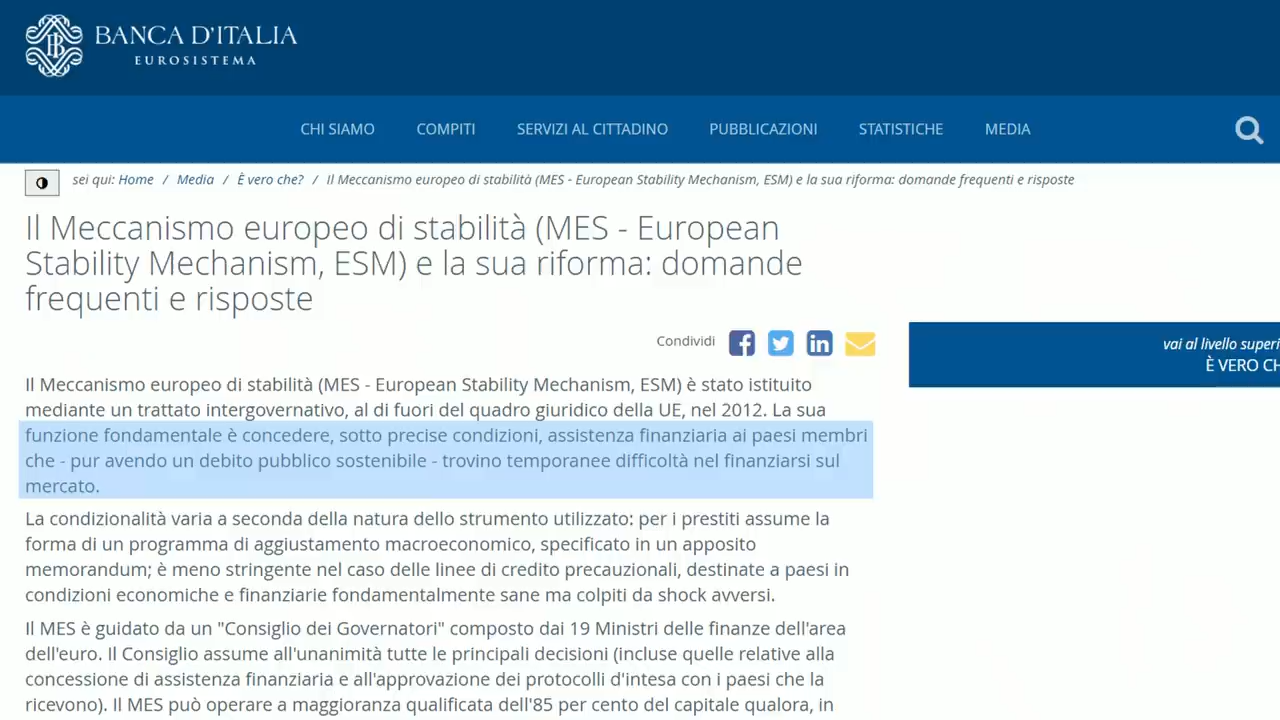 BANCA D'ITALIA
EUROSISTEMA
CHI SIAMO COMPITI SERVIZI AL CITTADINO PUBBLICAZIONI STATISTICHE MEDIA
sei qui: Home / Media / È vero che? / Il Meccanismo europeo di stabilità (MES - European Stability Mechanism, ESM) e la sua riforma: domande frequenti e risposte
Il Meccanismo europeo di stabilità (MES - European
Stability Mechanism, ESM) e la sua riforma: domande
frequenti e risposte
Condividi
vai al livello superi
È VERO CH
Il Meccanismo europeo di stabilità (MES - European Stability Mechanism, ESM) è stato istituito
mediante un trattato intergovernativo, al di fuori del quadro giuridico della UE, nel 2012. La sua
funzione fondamentale è concedere, sotto precise condizioni, assistenza finanziaria ai paesi membri
che - pur avendo un debito pubblico sostenibile - trovino temporanee difficoltà nel finanziarsi sul
mercato.
La condizionalità varia a seconda della natura dello strumento utilizzato: per i prestiti assume la
forma di un programma di aggiustamento macroeconomico, specificato in un apposito
memorandum; è meno stringente nel caso delle linee di credito precauzionali, destinate a paesi in
condizioni economiche e finanziarie fondamentalmente sane ma colpiti da shock avversi.
Il MES è guidato da un "Consiglio dei Governatori" composto dai 19 Ministri delle finanze dell'area
dell'euro. Il Consiglio assume all'unanimità tutte le principali decisioni (incluse quelle relative alla
concessione di assistenza finanziaria e all'approvazione dei protocolli d'intesa con i paesi che la
ricevono). Il MES può operare a maggioranza qualificata dell'85 per cento del capitale qualora, in